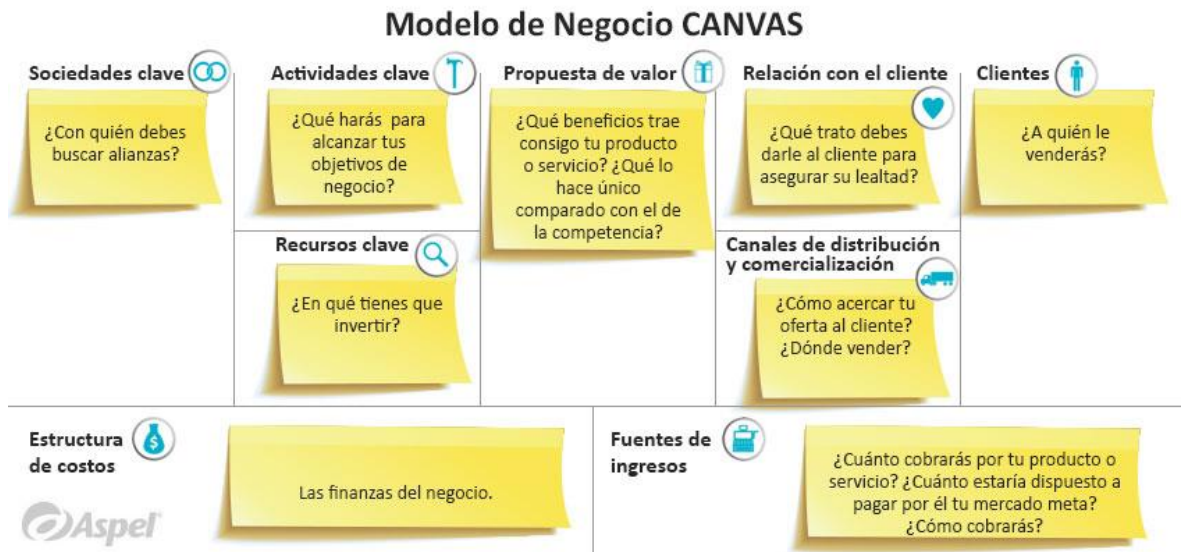 Modelo de Negocio CANVAS
Sociedades clave
¿Con quién debes
buscar alianzas?
Actividades clave
¿Qué harás para
alcanzar tus
objetivos de
negocio?
Recursos clave
¿En qué tienes que
invertir?
Propuesta de valor
¿Qué beneficios trae
consigo tu producto
o servicio? ¿Qué lo
hace único
comparado con el de
la competencia?
Relación con el cliente
¿Qué trato debes
darle al cliente para
asegurar su lealtad?
Canales de distribución
y comercialización
¿Cómo acercar tu
oferta al cliente?
¿Dónde vender?
Clientes
¿A quién le
venderás?
Estructura
de costos
$
Las finanzas del negocio.
Fuentes de
ingresos
¿Cuánto cobrarás por tu producto o
servicio? ¿Cuánto estaría dispuesto a
pagar por él tu mercado meta?
¿Cómo cobrarás?
Aspel